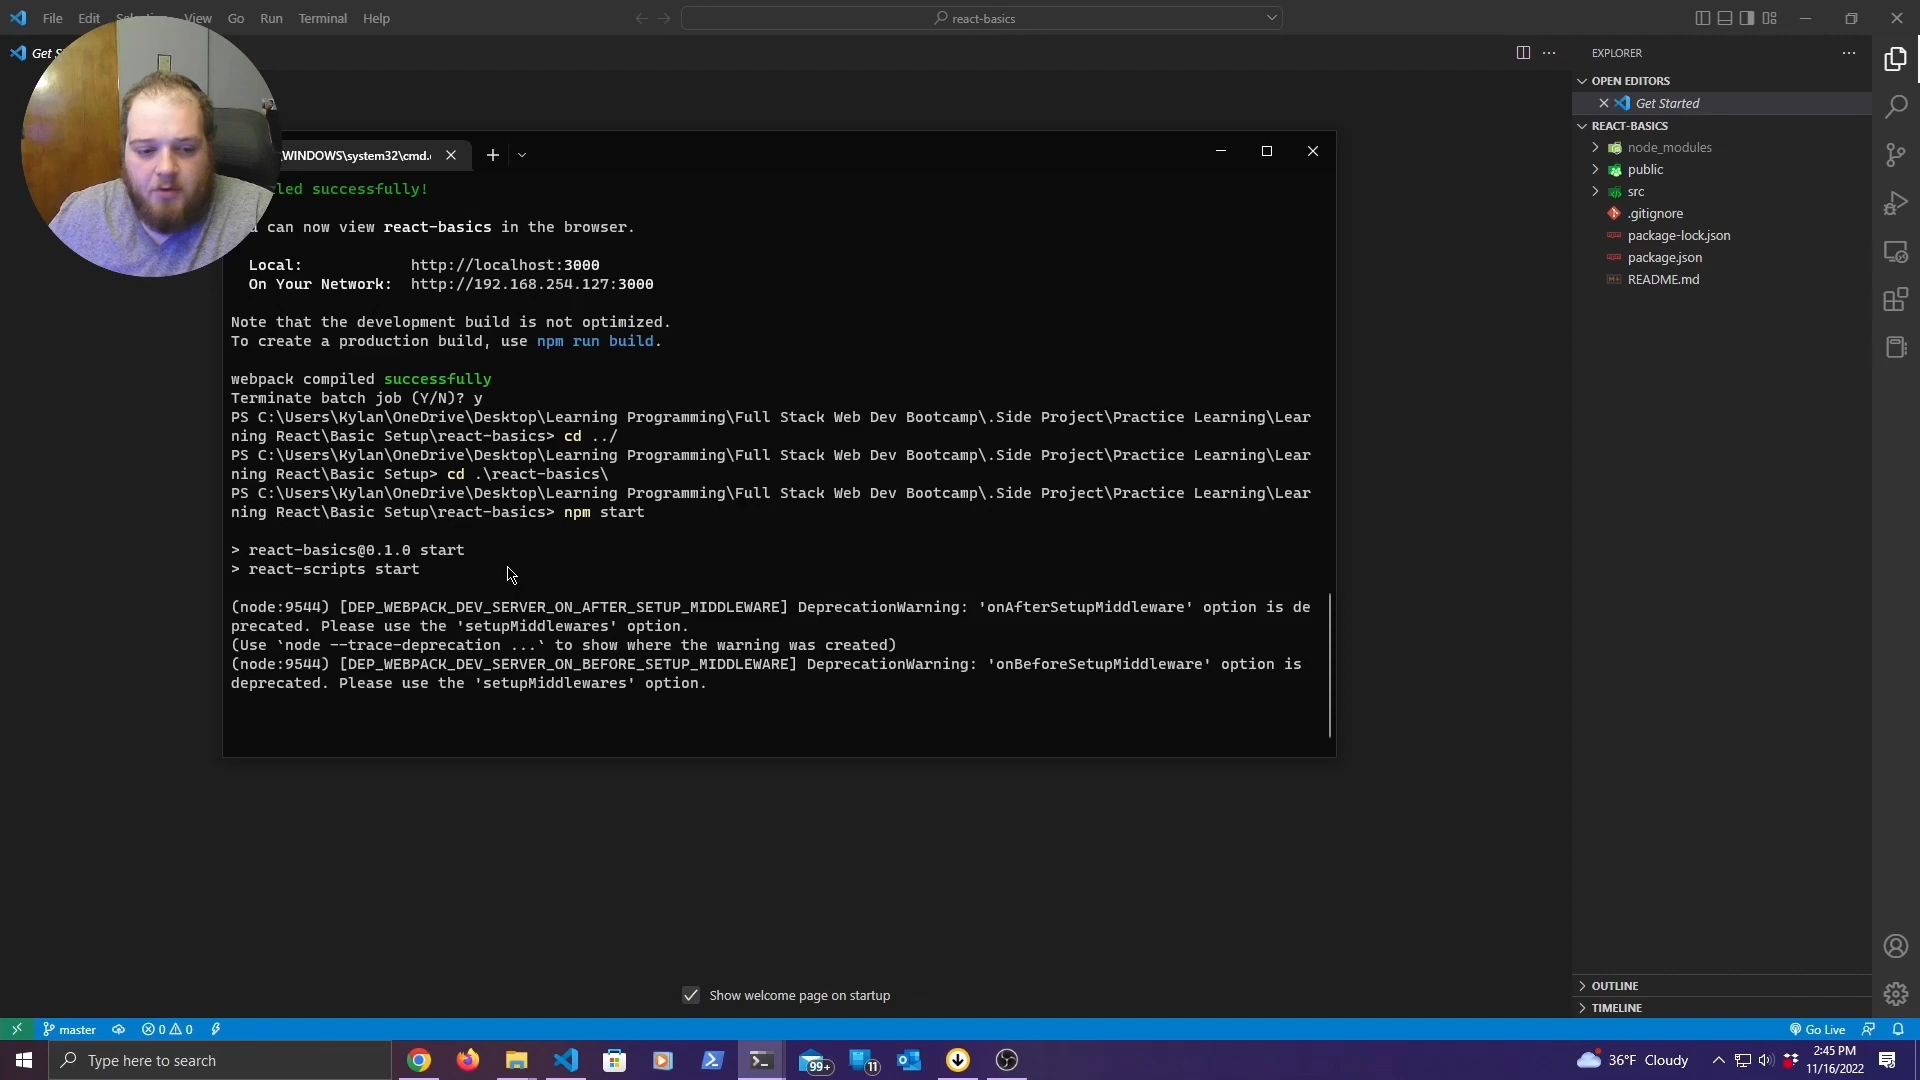 File Edit View Go Run Terminal Help
react-basics
Get
EXPLORER
OPEN EDITORS
Get Started
REACT-BASICS
node_modules
public
src
.gitignore
package-lock.json
package.json
README.md
OUTLINE
TIMELINE
WINDOWS\system32\cmd.
led successfully!
can now view react-basics in the browser.
Local: http://localhost:3000
On Your Network: http://192.168.254.127:3000
Note that the development build is not optimized.
To create a production build, use npm run build.
webpack compiled successfully
Terminate batch job (Y/N)? y
PS C:\Users\Kylan\OneDrive\Desktop\Learning Programming\Full Stack Web Dev Bootcamp\.Side Project\Practice Learning\Lear
ning React\Basic Setup\react-basics> cd ../
PS C:\Users\Kylan\OneDrive\Desktop\Learning Programming\Full Stack Web Dev Bootcamp\.Side Project\Practice Learning\Lear
ning React\Basic Setup> cd .\react-basics\
PS C:\Users\Kylan\OneDrive\Desktop\Learning Programming\Full Stack Web Dev Bootcamp\.Side Project\Practice Learning\Lear
ning React\Basic Setup\react-basics> npm start
> react-basics@0.1.0 start
> react-scripts start
(node:9544) [DEP_WEBPACK_DEV_SERVER_ON_AFTER_SETUP_MIDDLEWARE] DeprecationWarning: 'onAfterSetupMiddleware' option is de
precated. Please use the 'setupMiddlewares' option.
(Use `node --trace-deprecation ...` to show where the warning was created)
(node:9544) [DEP_WEBPACK_DEV_SERVER_ON_BEFORE_SETUP_MIDDLEWARE] DeprecationWarning: 'onBeforeSetupMiddleware' option is
deprecated. Please use the 'setupMiddlewares' option.
Show welcome page on startup
master 0 0
Go Live
Type here to search
99+
11
36°F Cloudy
2:45 PM
11/16/2022